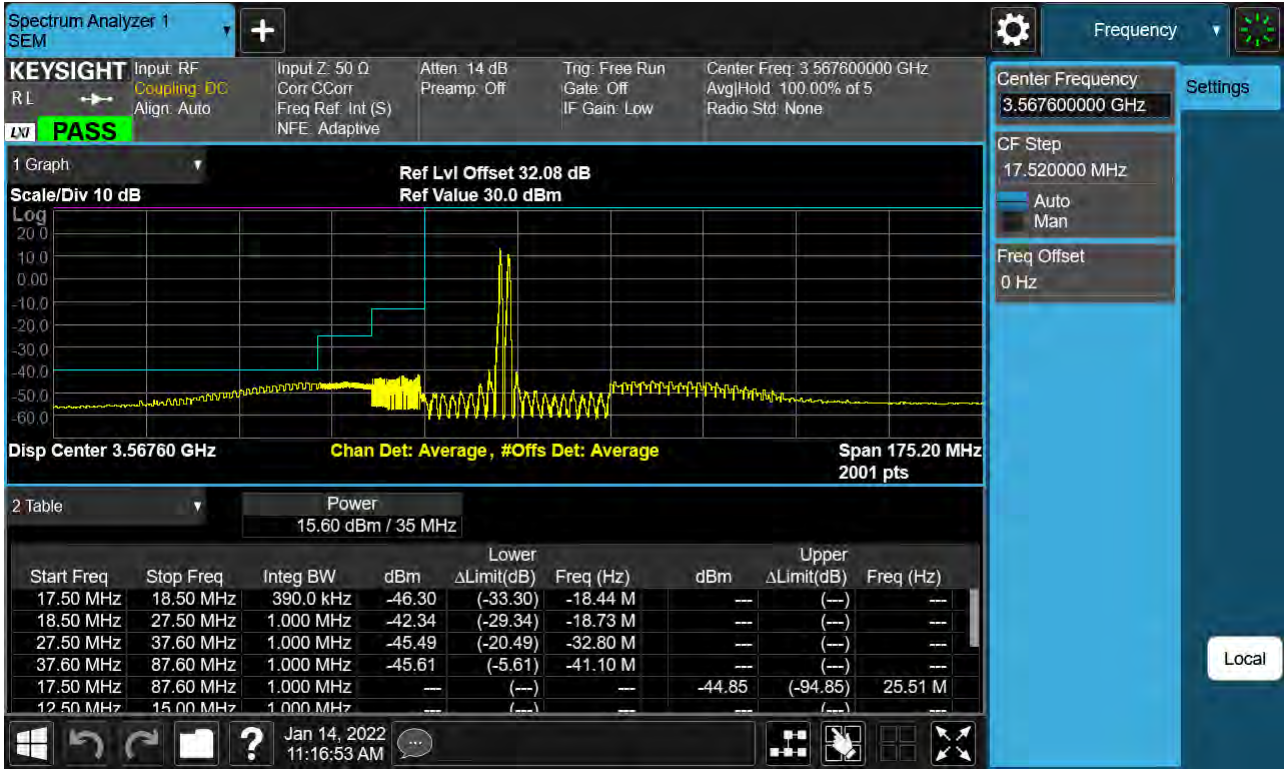 Spectrum Analyzer 1
SEM
Frequency
KEYSIGHT
RL
LXI
PASS
Input: RF
Coupling: DC
Align: Auto
Input Z: 50 Ω
Corr CCorr
Freq Ref: Int (S)
NFE: Adaptive
Atten: 14 dB
Preamp: Off
Trig: Free Run
Gate: Off
IF Gain: Low
Center Freq: 3.567600000 GHz
Avg|Hold: 100.00% of 5
Radio Std: None
Center Frequency
3.567600000 GHz
Settings
CF Step
17.520000 MHz
Auto
Man
Freq Offset
0 Hz
Local
1 Graph
Scale/Div 10 dB
Ref Lvl Offset 32.08 dB
Ref Value 30.0 dBm
Log
20.0
10.0
0.00
-10.0
-20.0
-30.0
-40.0
-50.0
-60.0
Disp Center 3.56760 GHz
Chan Det: Average, #Offs Det: Average
Span 175.20 MHz
2001 pts
2 Table
Power
15.60 dBm / 35 MHz
Lower Upper
Start Freq Stop Freq Integ BW dBm ΔLimit(dB) Freq (Hz) dBm ΔLimit(dB) Freq (Hz)
17.50 MHz 18.50 MHz 390.0 kHz -46.30 (-33.30) -18.44 M --- (---) ---
18.50 MHz 27.50 MHz 1.000 MHz -42.34 (-29.34) -18.73 M --- (---) ---
27.50 MHz 37.60 MHz 1.000 MHz -45.49 (-20.49) -32.80 M --- (---) ---
37.60 MHz 87.60 MHz 1.000 MHz -45.61 (-5.61) -41.10 M --- (---) ---
17.50 MHz 87.60 MHz 1.000 MHz --- (---) --- -44.85 (-94.85) 25.51 M
12.50 MHz 15.00 MHz 1.000 MHz --- (---) --- --- (---) ---
Jan 14, 2022
11:16:53 AM